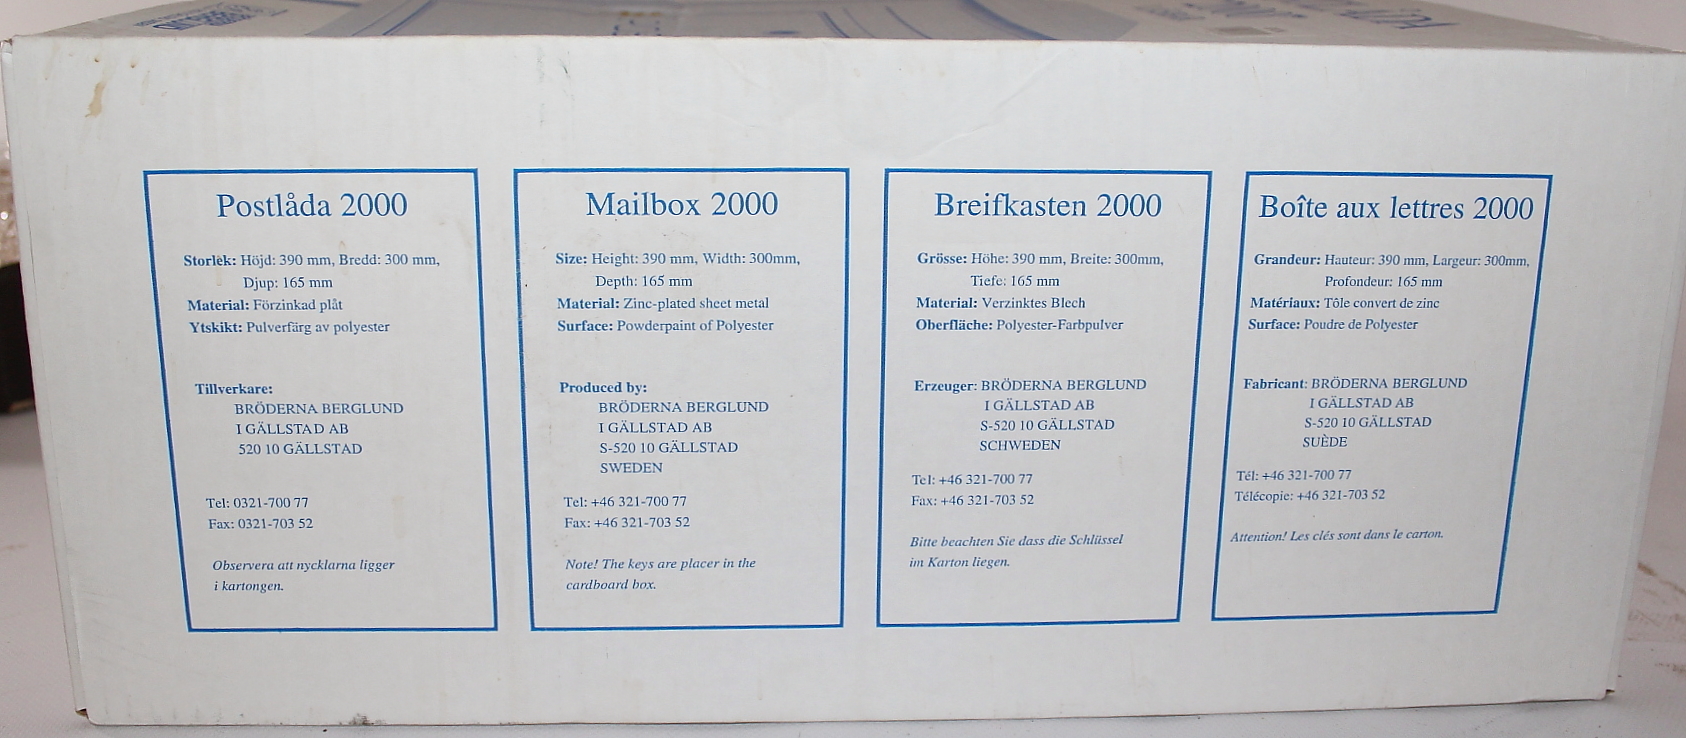 Postlåda 2000
Storlek: Höjd: 390 mm, Bredd: 300 mm,
Djup: 165 mm
Material: Förzinkad plåt
Ytskikt: Pulverfärg av polyester
Tillverkare:
BRÖDERNA BERGLUND
I GÄLLSTAD AB
520 10 GÄLLSTAD
Tel: 0321-700 77
Fax: 0321-703 52
Observera att nycklarna ligger
i kartongen.
Mailbox 2000
Size: Height: 390 mm, Width: 300mm,
Depth: 165 mm
Material: Zinc-plated sheet metal
Surface: Powderpaint of Polyester
Produced by:
BRÖDERNA BERGLUND
I GÄLLSTAD AB
S-520 10 GÄLLSTAD
SWEDEN
Tel: +46 321-700 77
Fax: +46 321-703 52
Note! The keys are placer in the
cardboard box.
Breifkasten 2000
Grösse: Höhe: 390 mm, Breite: 300mm,
Tiefe: 165 mm
Material: Verzinktes Blech
Oberfläche: Polyester-Farbpulver
Erzeuger: BRÖDERNA BERGLUND
I GÄLLSTAD AB
S-520 10 GÄLLSTAD
SCHWEDEN
Tel: +46 321-700 77
Fax: +46 321-703 52
Bitte beachten Sie dass die Schlüssel
im Karton liegen.
Boîte aux lettres 2000
Grandeur: Hauteur: 390 mm, Largeur: 300mm,
Profondeur: 165 mm
Matériaux: Tôle convert de zinc
Surface: Poudre de Polyester
Fabricant: BRÖDERNA BERGLUND
I GÄLLSTAD AB
S-520 10 GÄLLSTAD
SUÈDE
Tél: +46 321-700 77
Télécopie: +46 321-703 52
Attention! Les clés sont dans le carton.